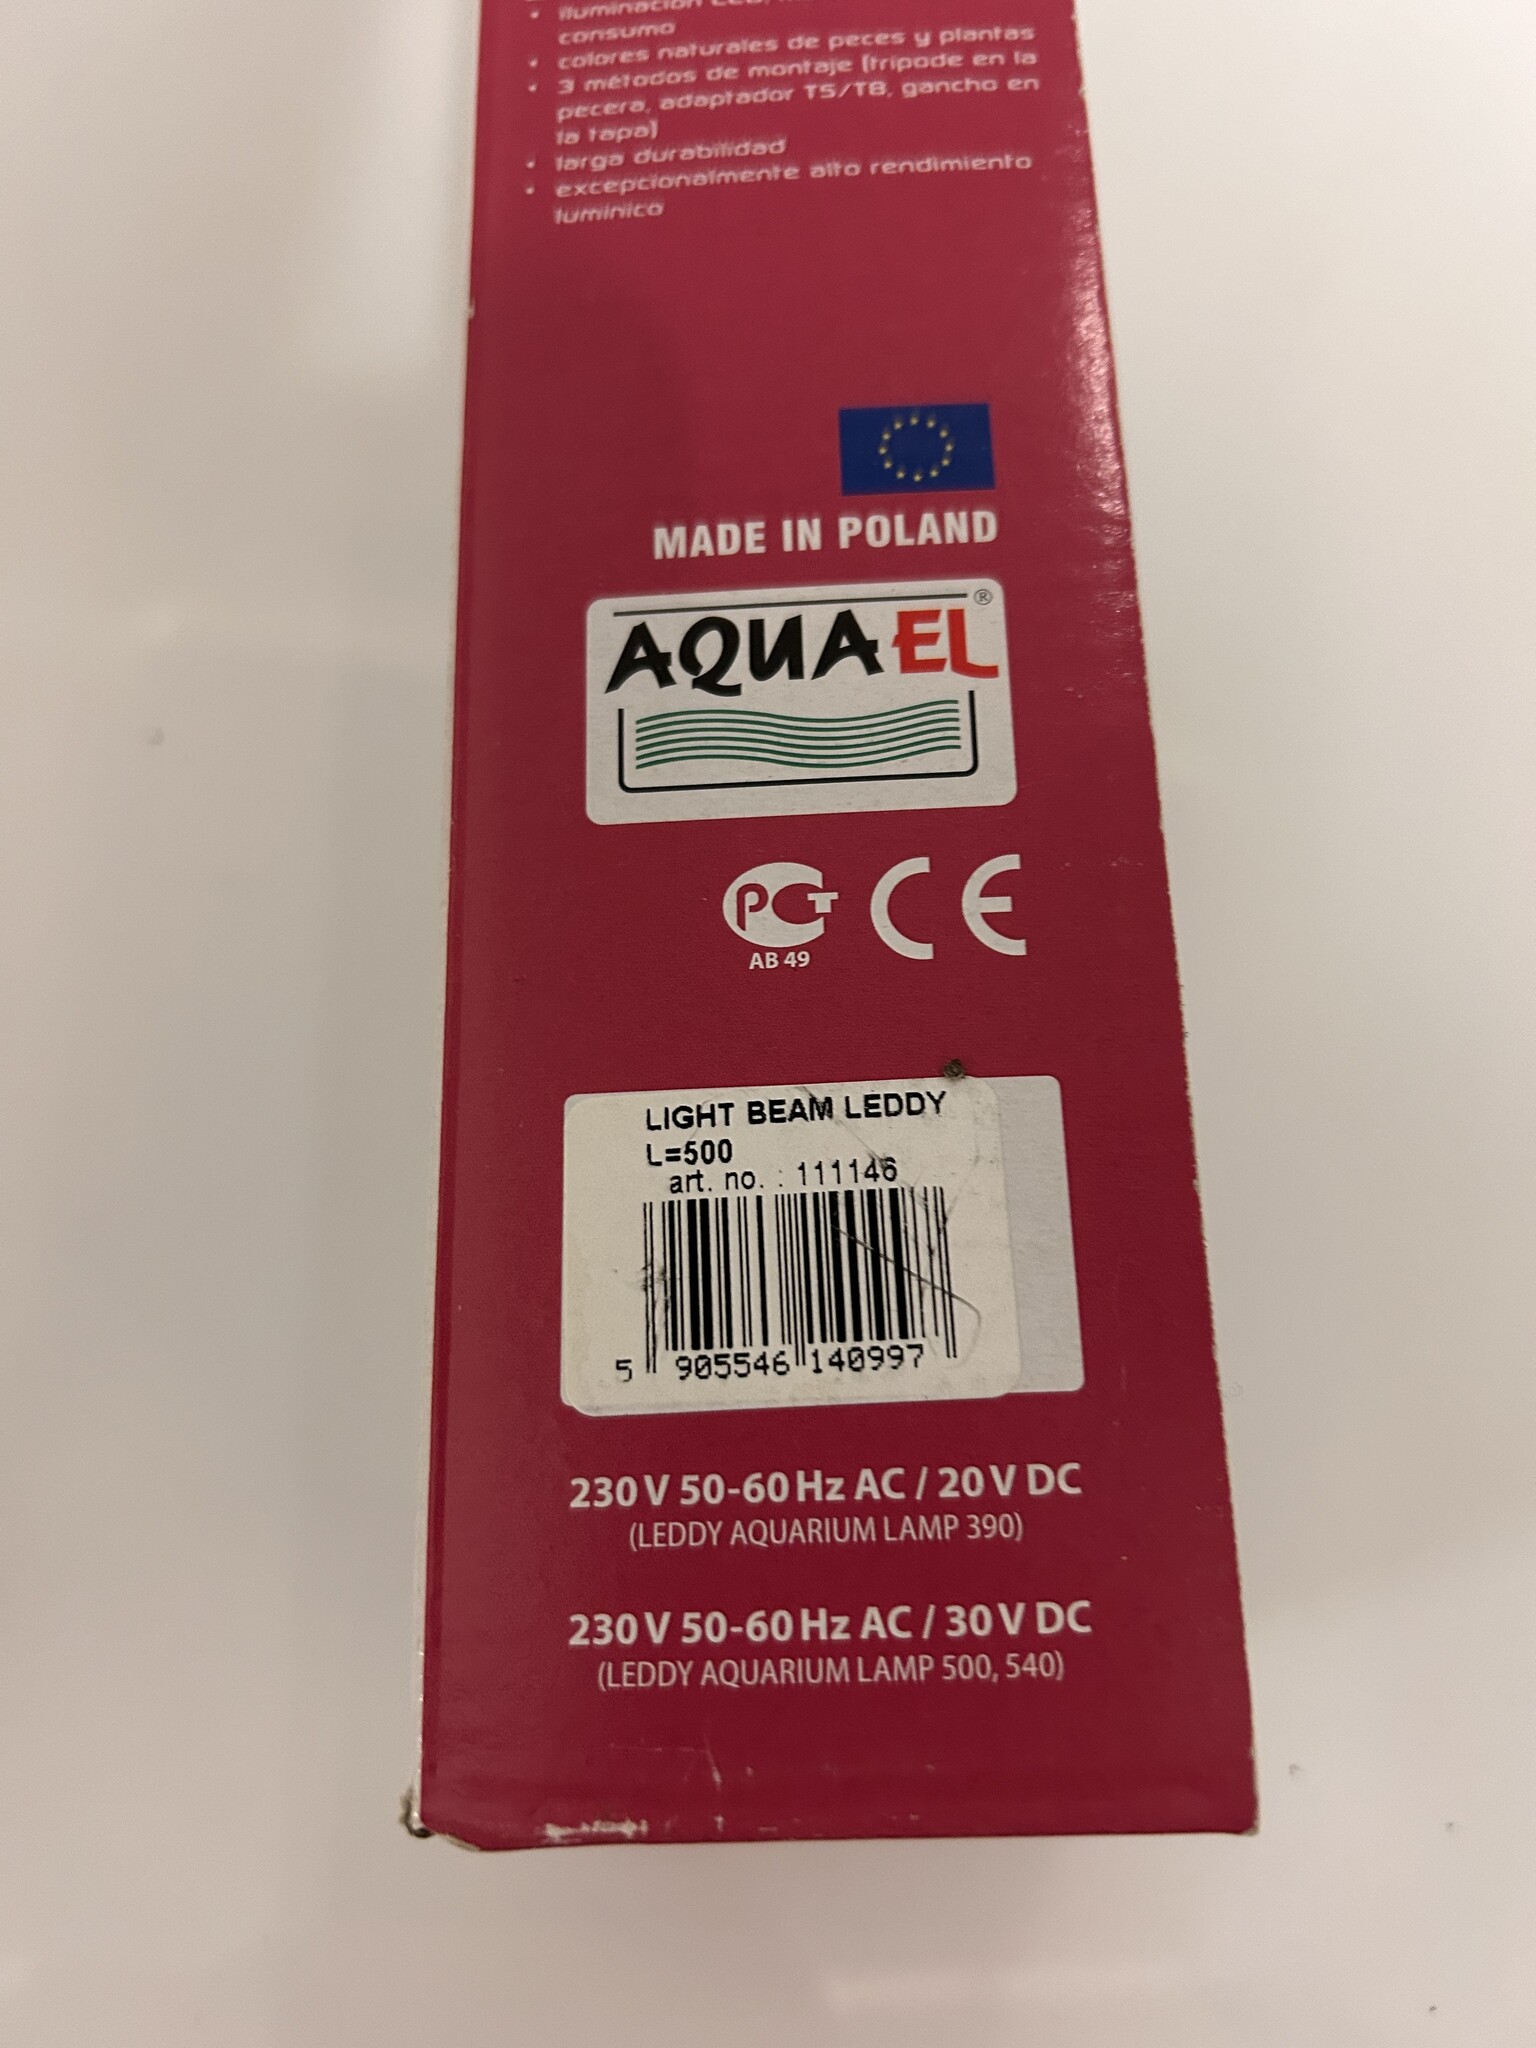 • iluminación LED,
consumo
• colores naturales de peces y plantas
• 3 métodos de montaje (trípode en la
pecera, adaptador T5/T8, gancho en
la tapa)
• larga durabilidad
• excepcionalmente alto rendimiento
lumínico
MADE IN POLAND
AQUAEL®
PCT CE
AB 49
LIGHT BEAM LEDDY
L=500
art. no. : 111146
5 905546 140997
230 V 50-60 Hz AC / 20 V DC
(LEDDY AQUARIUM LAMP 390)
230 V 50-60 Hz AC / 30 V DC
(LEDDY AQUARIUM LAMP 500, 540)